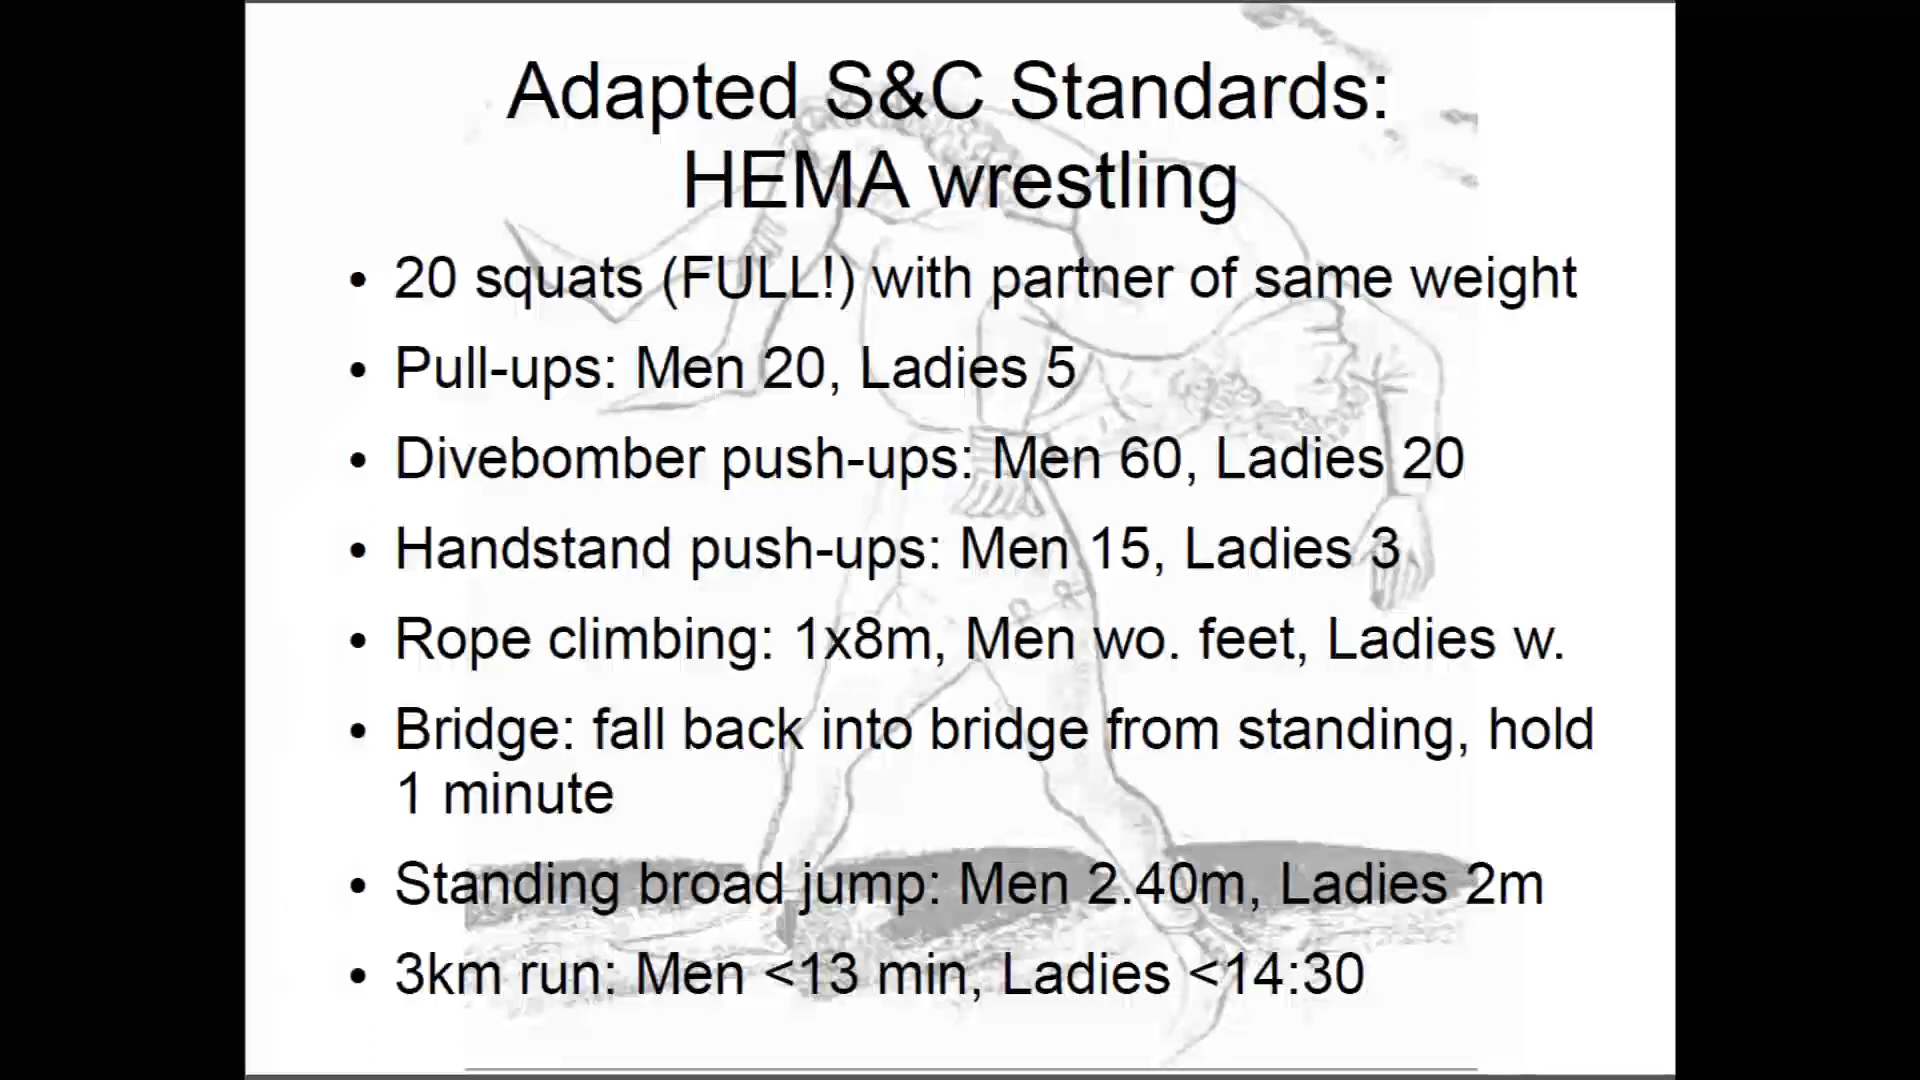 Adapted S&C Standards:
HEMA wrestling
• 20 squats (FULL!) with partner of same weight
• Pull-ups: Men 20, Ladies 5
• Divebomber push-ups: Men 60, Ladies 20
• Handstand push-ups: Men 15, Ladies 3
• Rope climbing: 1x8m, Men wo. feet, Ladies w.
• Bridge: fall back into bridge from standing, hold
1 minute
• Standing broad jump: Men 2.40m, Ladies 2m
• 3km run: Men <13 min, Ladies <14:30